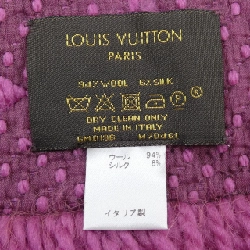 LOUIS VUITTON
PARIS
94% WOOL 6% SILK
DRY CLEAN ONLY
MADE IN ITALY
ウール 94%
シルク 6%
イタリア製